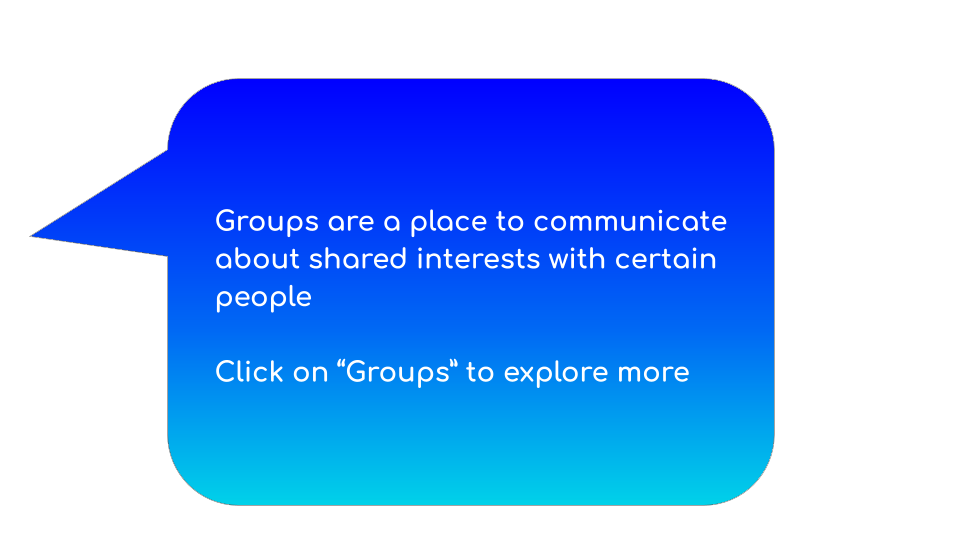 Groups are a place to communicate
about shared interests with certain
people
Click on “Groups” to explore more